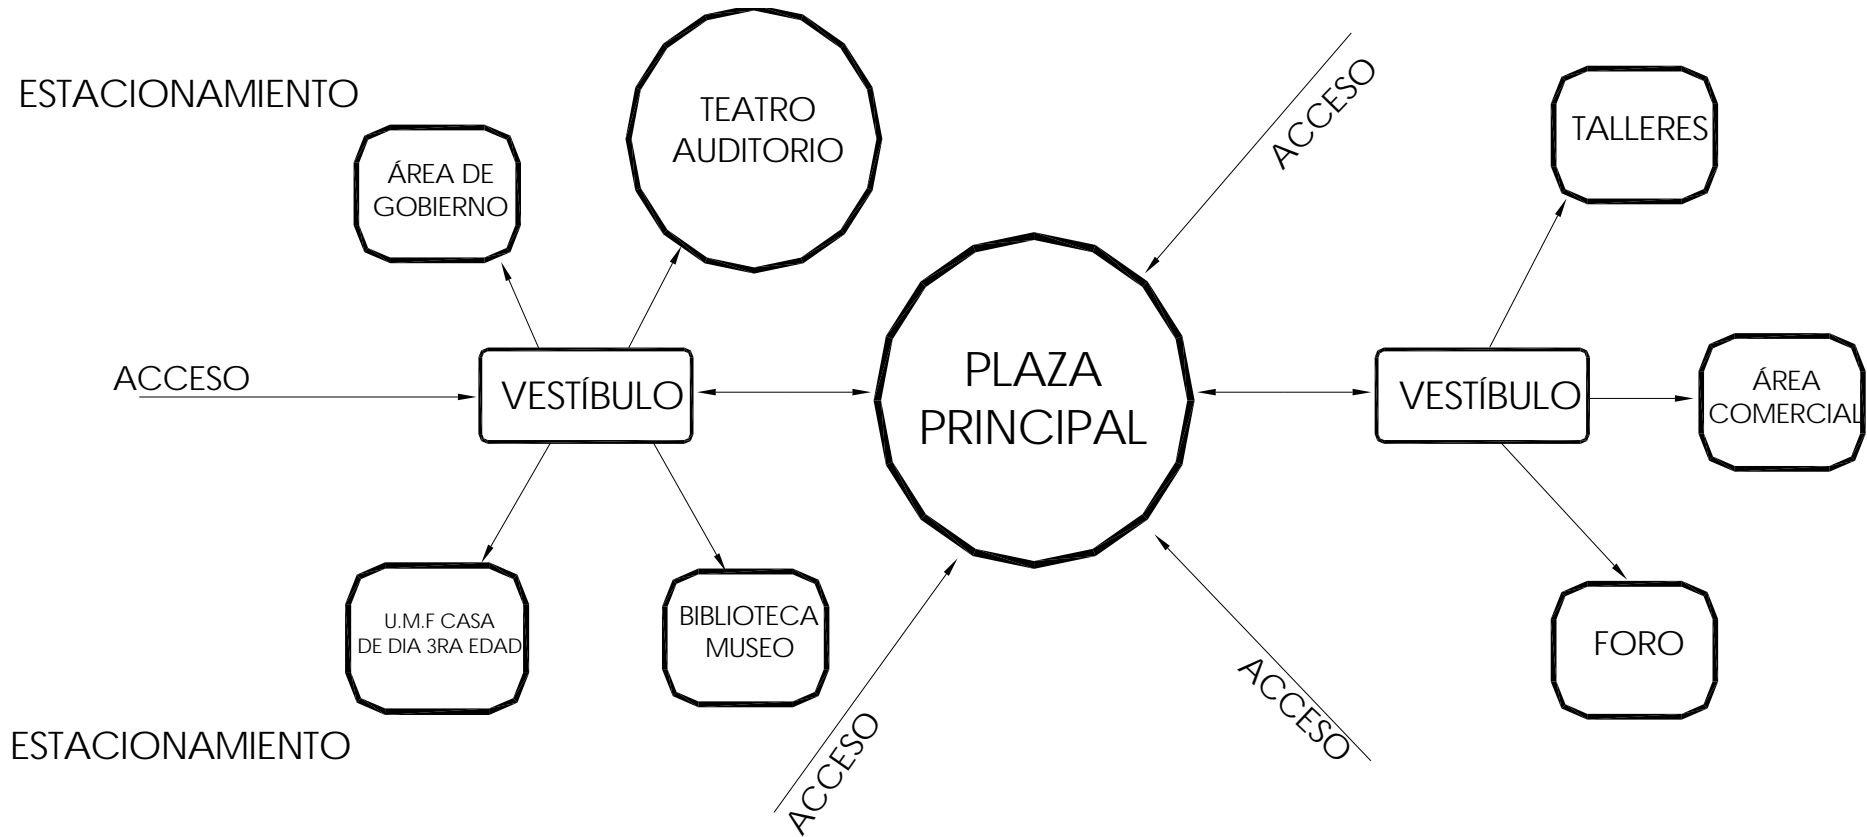 ESTACIONAMIENTO
ÁREA DE
GOBIERNO
TEATRO
AUDITORIO
ACCESO
TALLERES
ACCESO
VESTÍBULO
PLAZA
PRINCIPAL
VESTÍBULO
ÁREA
COMERCIAL
U.M.F CASA
DE DIA 3RA EDAD
BIBLIOTECA
MUSEO
FORO
ESTACIONAMIENTO
ACCESO
ACCESO